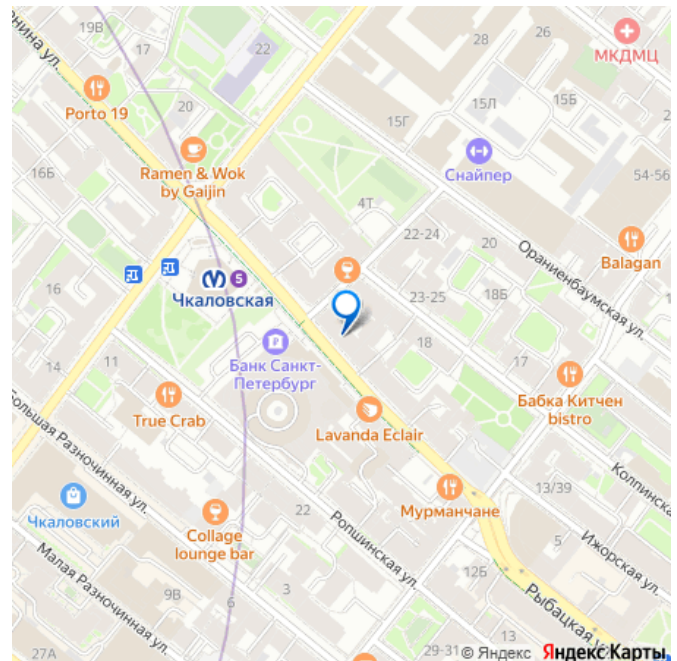 19В
17
22
28
26
МКДМЦ
Porto 19
20
15Л
15Б
15Г
Ramen & Wok
by Gaijin
Снайпер
16Б
54-56
4Т
22-24
20
Balagan
Ораниенбаумская ул.
16
5
Чкаловская
23-25
18Б
18
17
14
11
Банк Санкт-
Петербург
True Crab
Бабка Китчен
bistro
Lavanda Eclair
Большая Разночинная ул.
Колпинска
13/39
Мурманчане
Чкаловский
22
Collage
lounge bar
Ропшинская ул.
Ижорская ул.
5
12Б
Малая Разночинная ул.
3
9В
6
Рыбацкая у
27А
29-31
13
© Яндекс Яндекс Карты